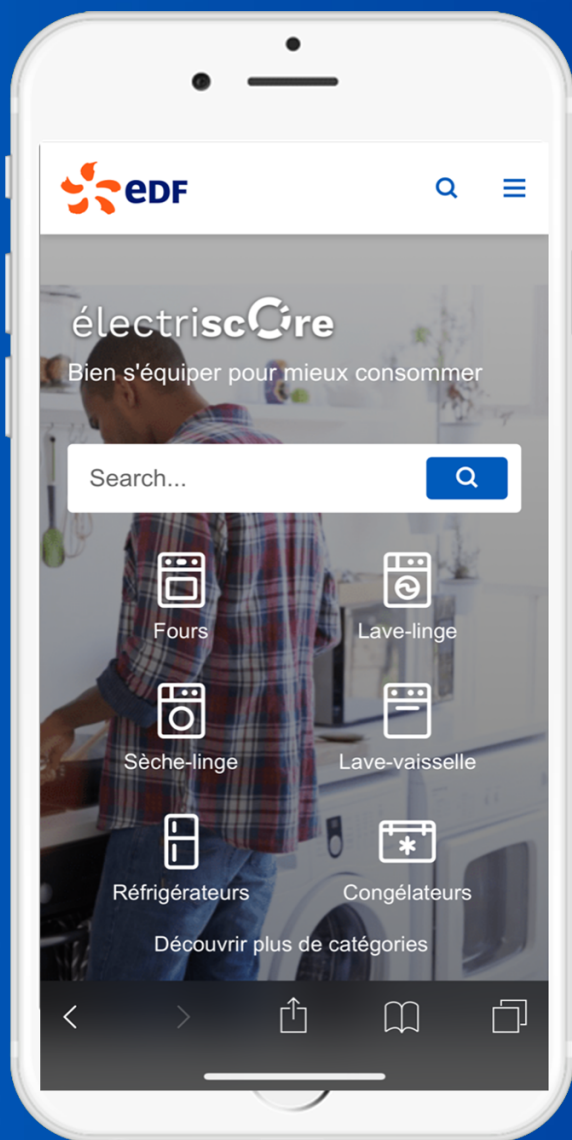 eDF
électriscore
Bien s'équiper pour mieux consommer
Search...
Fours
Lave-linge
Sèche-linge
Lave-vaisselle
Réfrigérateurs
Congélateurs
Découvrir plus de catégories